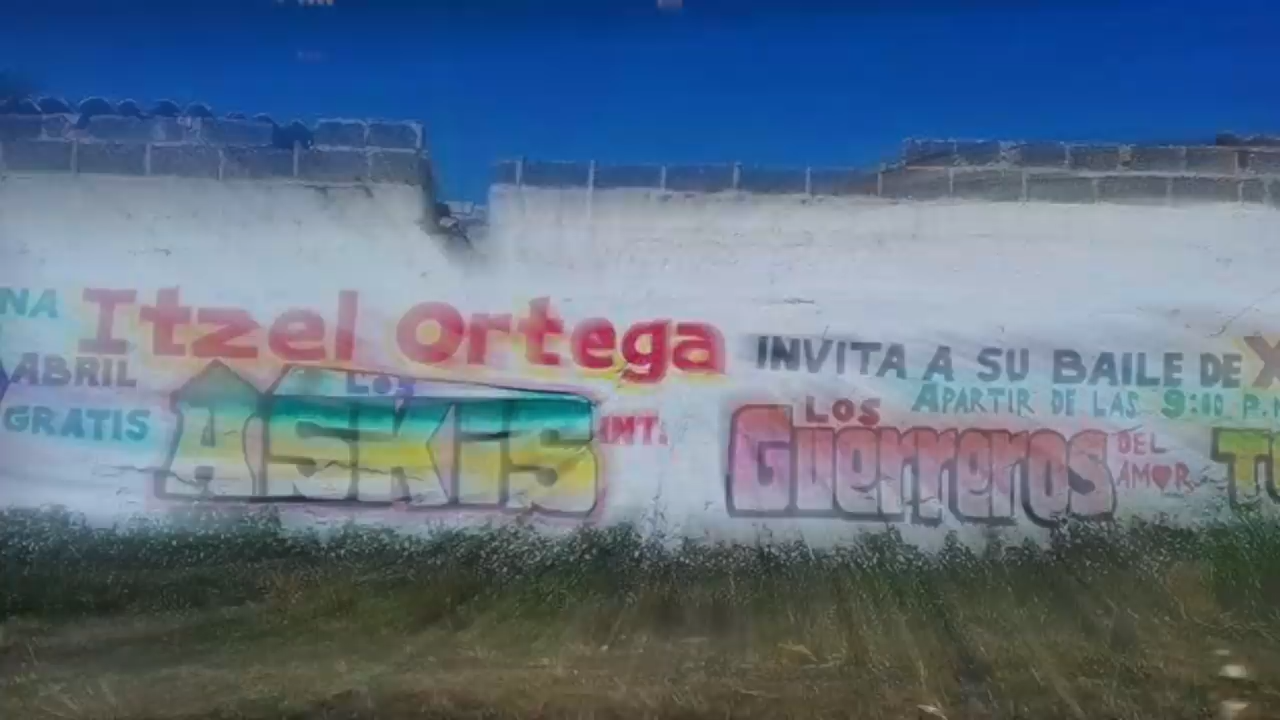 NA Itzel Ortega INVITA A SU BAILE DE X
ABRIL LOS APARTIR DE LAS 9:00 P.M
GRATIS ASKIS INT. LOS Guerreros DEL AMOR